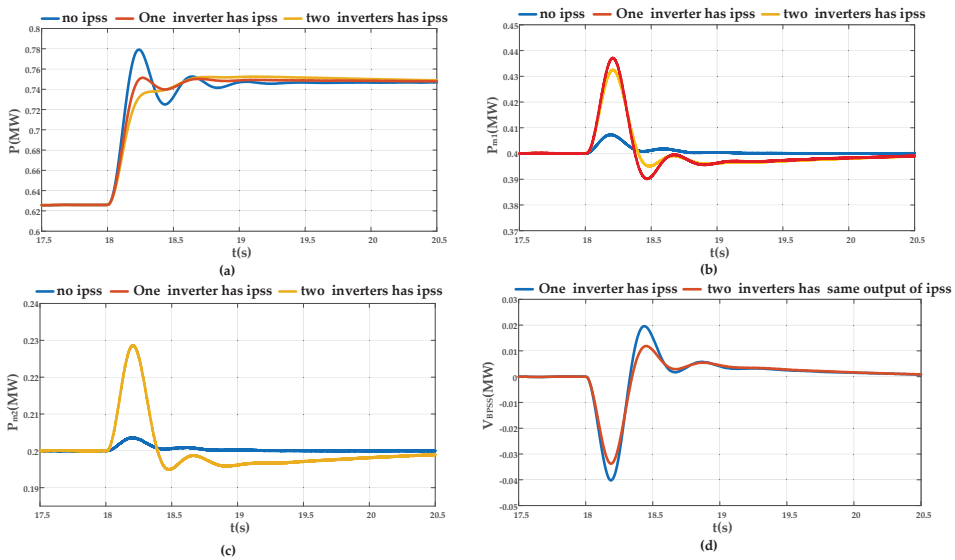 no ipss One inverter has ipss two inverters has ipss
0.8
0.78
0.76
0.74
0.72
0.7
0.68
0.66
0.64
0.62
0.6
P(MW)
17.5 18 18.5 19 19.5 20 20.5
t(s)
(a)
no ipss One inverter has ipss two inverters has ipss
0.45
0.44
0.43
0.42
0.41
0.4
0.39
0.38
0.37
Pm1(MW)
17.5 18 18.5 19 19.5 20 20.5
t(s)
(b)
no ipss One inverter has ipss two inverters has ipss
0.24
0.23
0.22
0.21
0.2
0.19
Pm2(MW)
17.5 18 18.5 19 19.5 20 20.5
t(s)
(c)
One inverter has ipss two inverters has same output of ipss
0.03
0.02
0.01
0
-0.01
-0.02
-0.03
-0.04
-0.05
VBPSS(MW)
17.5 18 18.5 19 19.5 20 20.5
t(s)
(d)